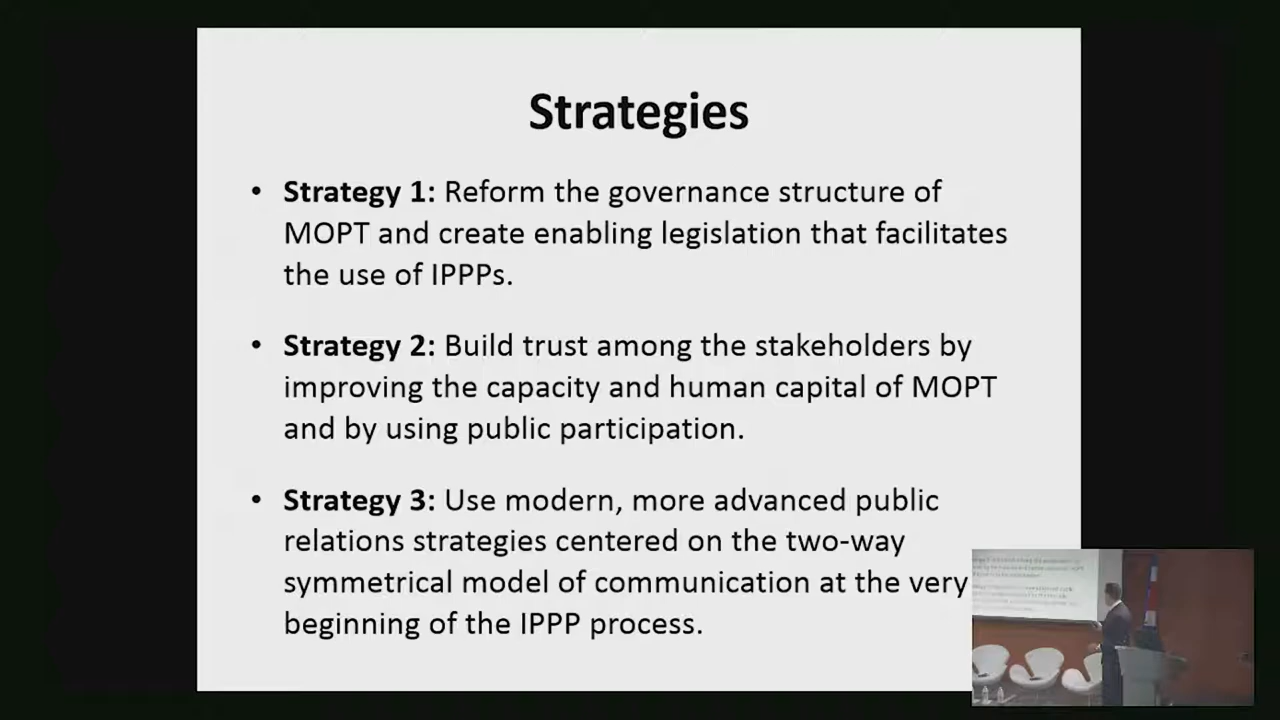 Strategies
• Strategy 1: Reform the governance structure of
MOPT and create enabling legislation that facilitates
the use of IPPPs.
• Strategy 2: Build trust among the stakeholders by
improving the capacity and human capital of MOPT
and by using public participation.
• Strategy 3: Use modern, more advanced public
relations strategies centered on the two-way
symmetrical model of communication at the very
beginning of the IPPP process.